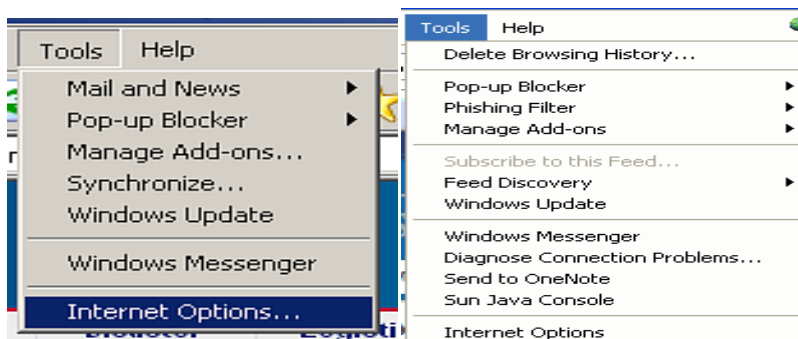 Tools Help
Mail and News
Pop-up Blocker
Manage Add-ons...
Synchronize...
Windows Update
Windows Messenger
Internet Options...
Tools Help
Delete Browsing History...
Pop-up Blocker
Phishing Filter
Manage Add-ons
Subscribe to this Feed...
Feed Discovery
Windows Update
Windows Messenger
Diagnose Connection Problems...
Send to OneNote
Sun Java Console
Internet Options